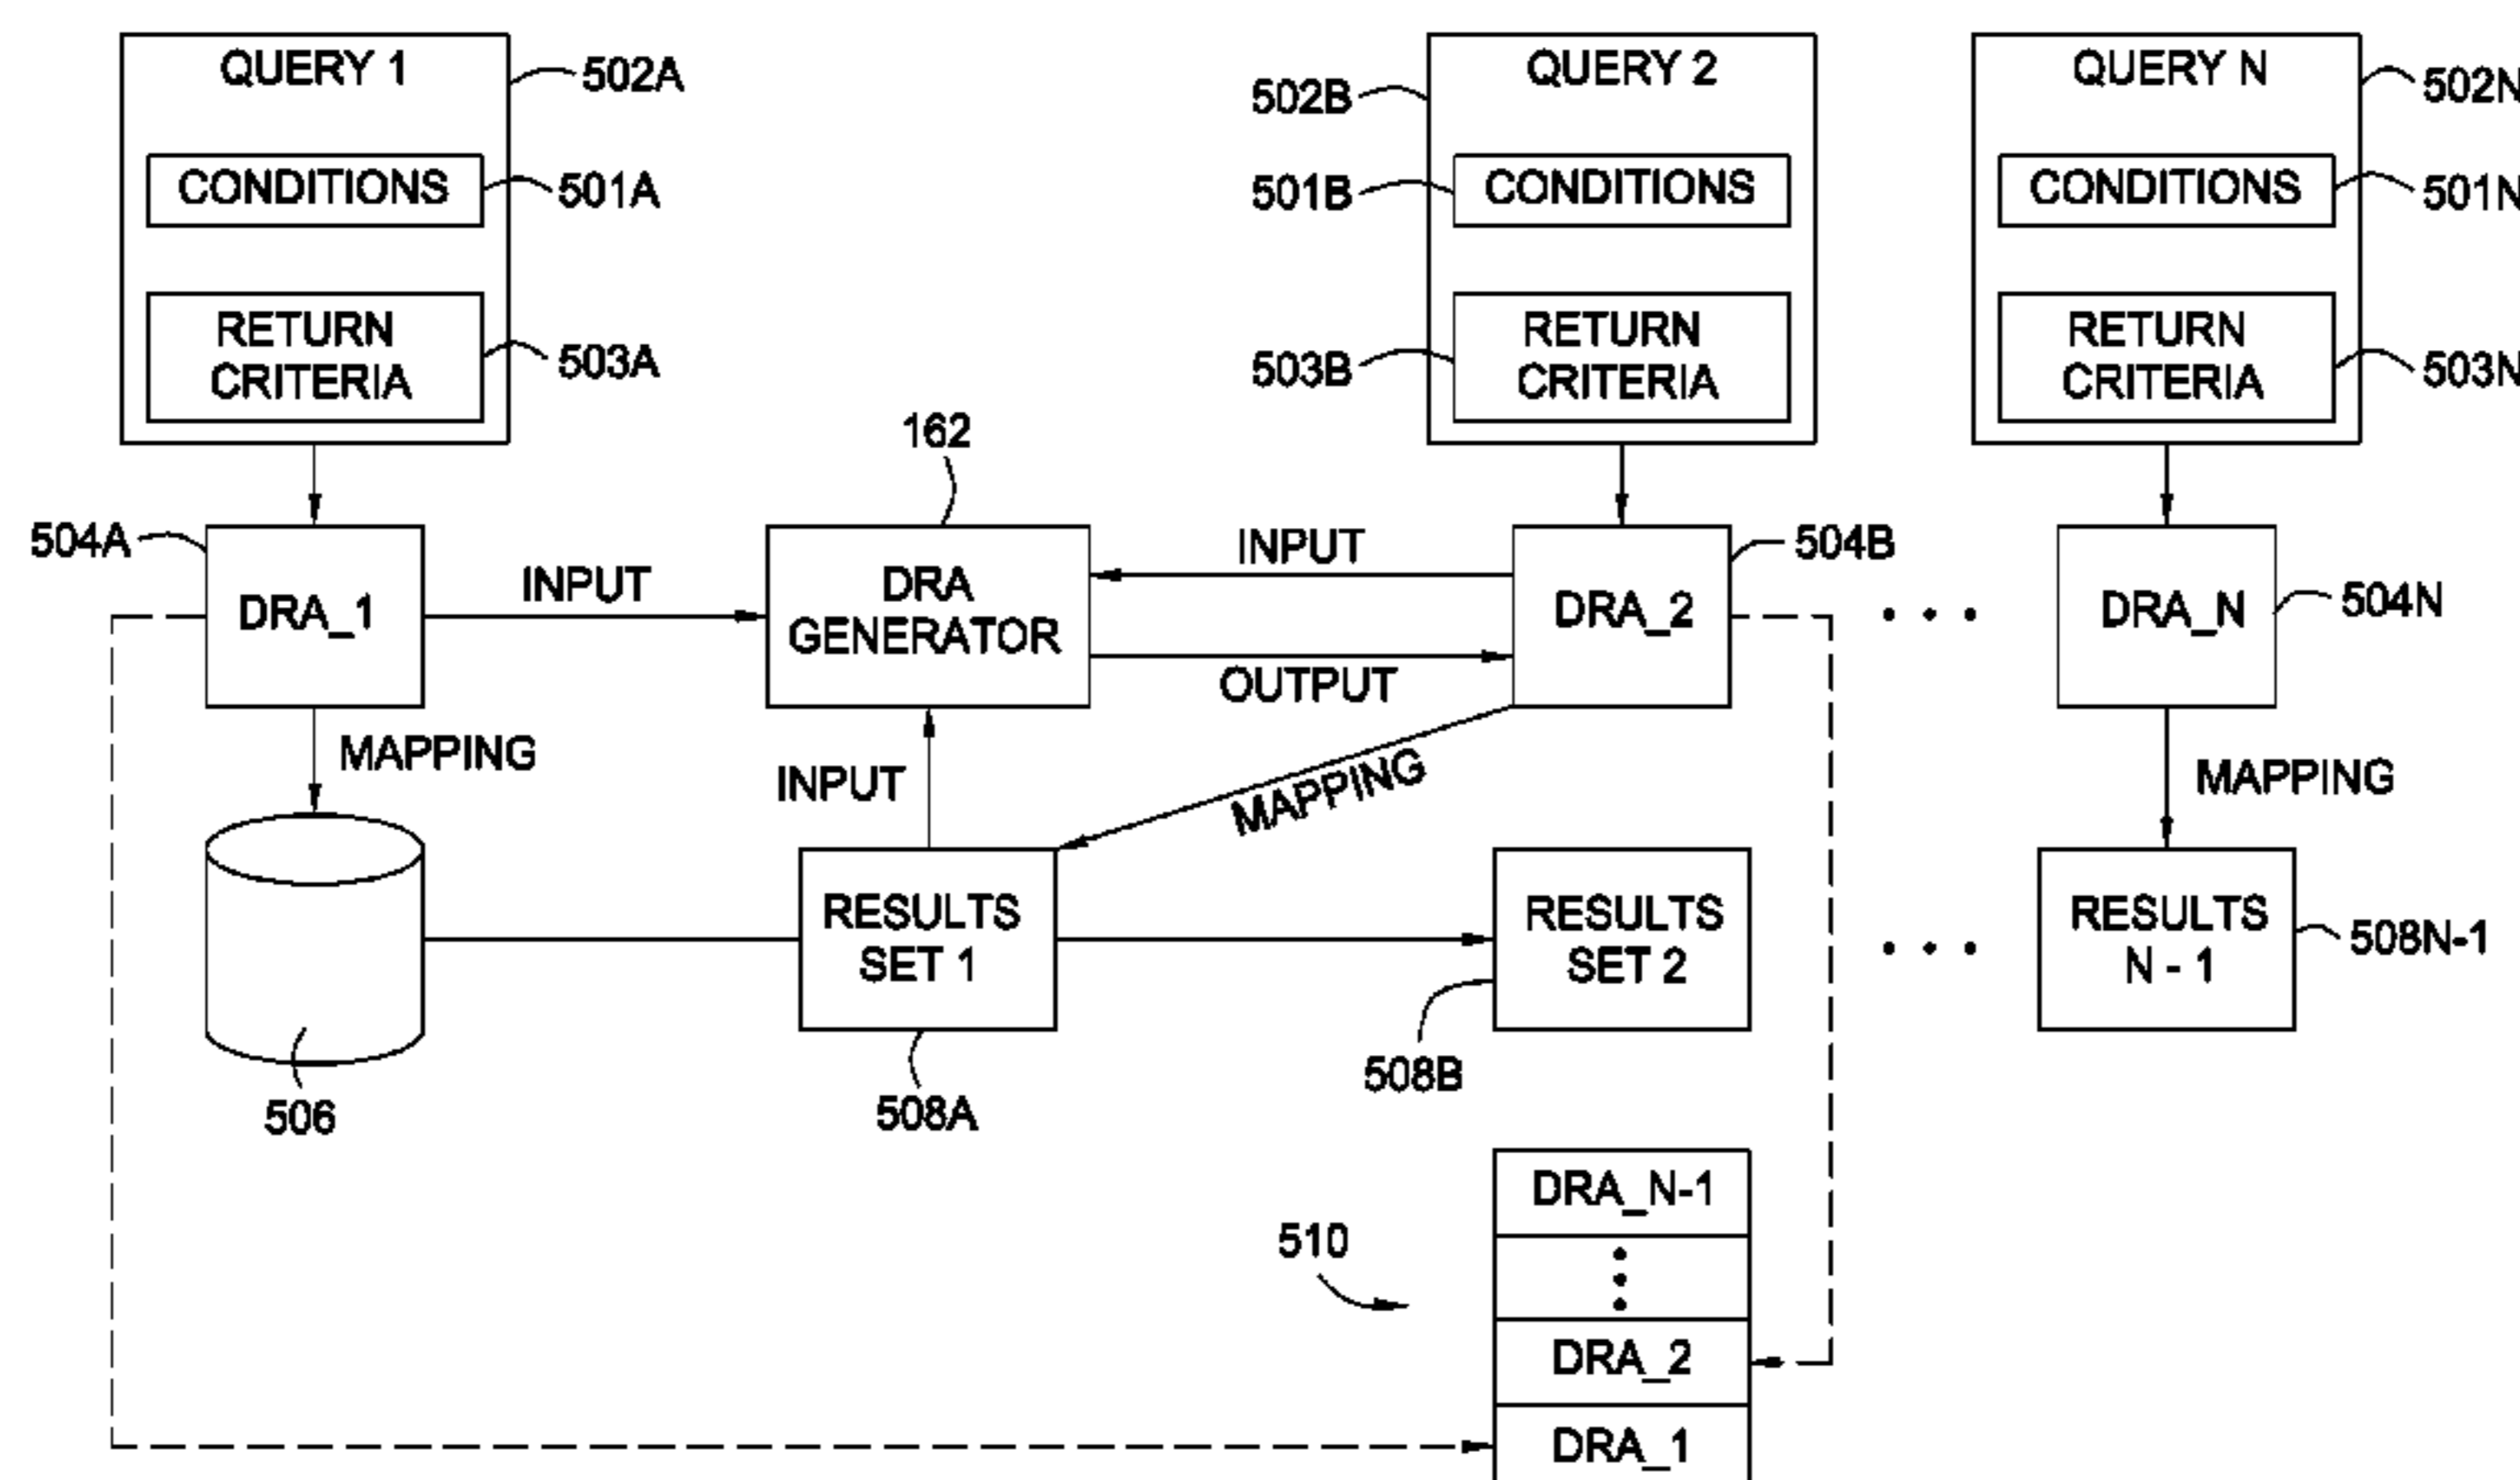 QUERY 1
502A
CONDITIONS
501A
RETURN
CRITERIA
503A
502B
QUERY 2
501B
CONDITIONS
503B
RETURN
CRITERIA
QUERY N
502N
CONDITIONS
501N
RETURN
CRITERIA
503N
162
504A
DRA_1
INPUT
DRA
GENERATOR
INPUT
OUTPUT
DRA_2
504B
• • •
DRA_N
504N
MAPPING
INPUT
MAPPING
MAPPING
506
RESULTS
SET 1
508A
RESULTS
SET 2
508B
• • •
RESULTS
N - 1
508N-1
510
DRA_N-1
DRA_2
DRA_1